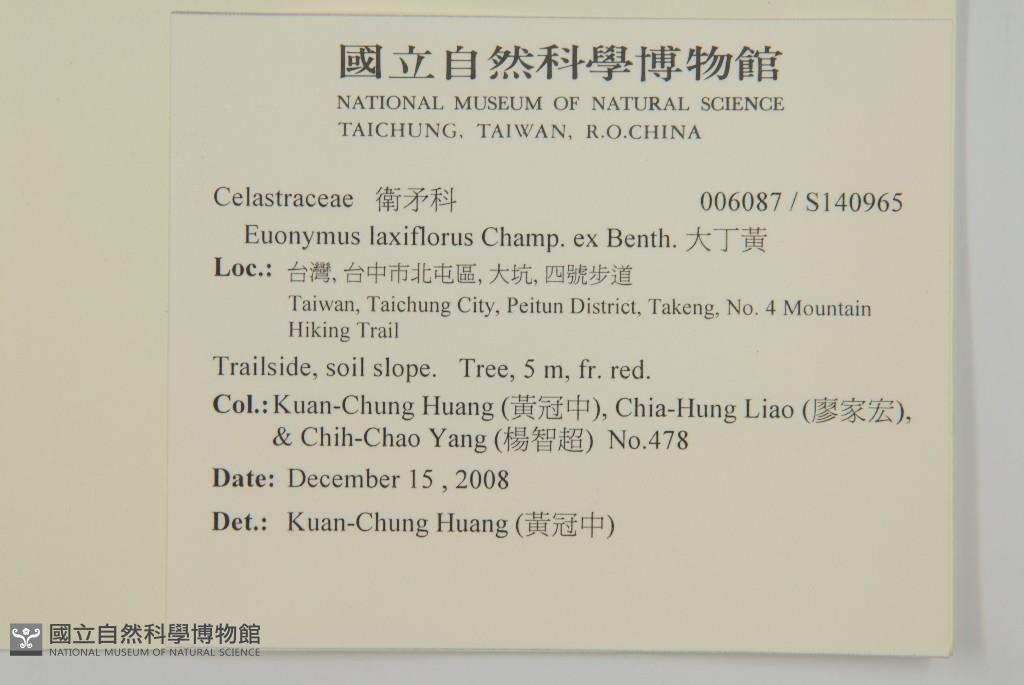 國立自然科學博物館
NATIONAL MUSEUM OF NATURAL SCIENCE
TAICHUNG, TAIWAN, R.O.CHINA
Celastraceae 衛矛科 006087 / S140965
Euonymus laxiflorus Champ. ex Benth. 大丁黃
Loc.: 台灣, 台中市北屯區, 大坑, 四號步道
Taiwan, Taichung City, Peitun District, Takeng, No. 4 Mountain
Hiking Trail
Trailside, soil slope. Tree, 5 m, fr. red.
Col.: Kuan-Chung Huang (黃冠中), Chia-Hung Liao (廖家宏),
& Chih-Chao Yang (楊智超) No.478
Date: December 15 , 2008
Det.: Kuan-Chung Huang (黃冠中)
國立自然科學博物館
NATIONAL MUSEUM OF NATURAL SCIENCE